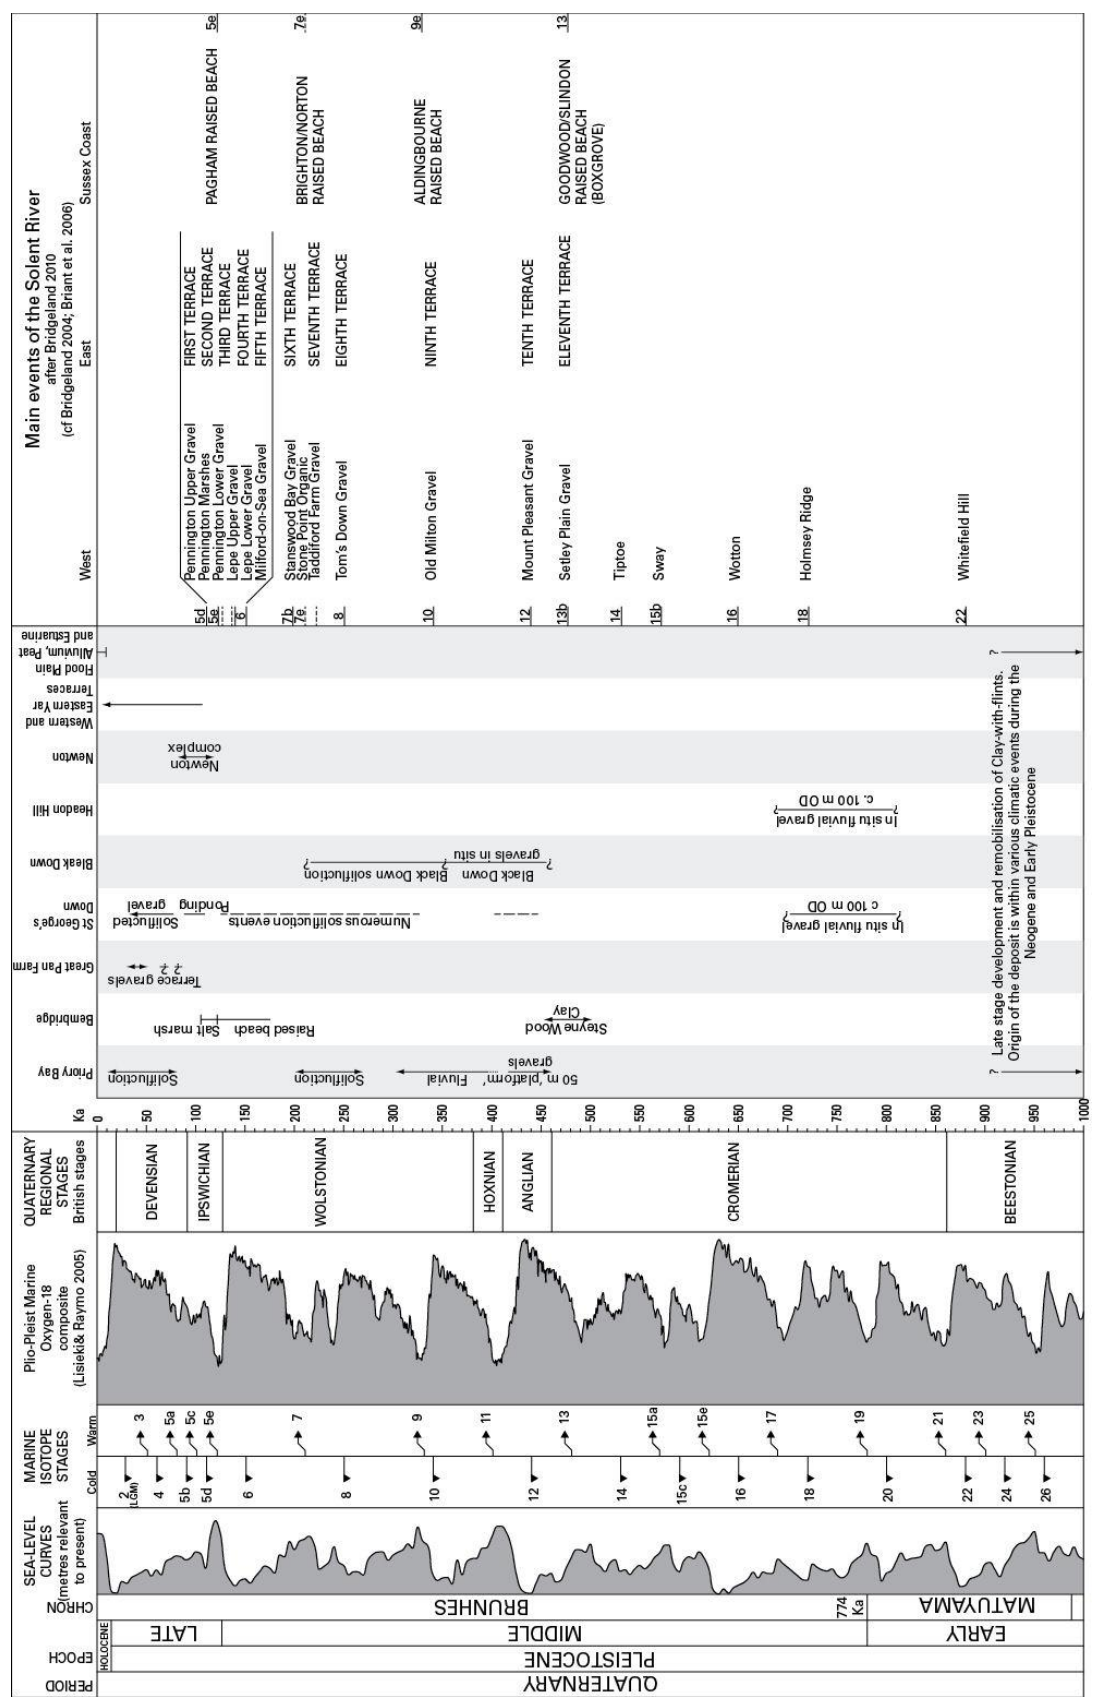 Main events of the Solent River
after Bridgeland 2010
(cf Bridgeland 2004; Briant et al. 2006)
PERIOD
QUATERNARY
EPOCH
PLEISTOCENE
HOLOCENE
LATE
MIDDLE
EARLY
CHRON
BRUNHES
774
Ka
MATUYAMA
SEA-LEVEL
CURVES
(metres relevant
to present)
MARINE
ISOTOPE
STAGES
Cold
Warm
2
(LGM)
4
5b
5d
6
8
10
12
14
15c
16
18
20
22
24
26
3
5a
5c
5e
7
9
11
13
15a
15e
17
19
21
23
25
Plio-Pleist Marine
Oxygen-18
composite
(Lisieki& Raymo 2005)
QUATERNARY
REGIONAL
STAGES
British stages
DEVENSIAN
IPSWICHIAN
WOLSTONIAN
HOXNIAN
ANGLIAN
CROMERIAN
BEESTONIAN
Ka
0
50
100
150
200
250
300
350
400
450
500
550
600
650
700
750
800
850
900
950
1000
Priory Bay
Solifluction
Solifluction
Fluvial
50 m 'platform'
gravels
Bembridge
Salt marsh
Raised beach
Steyne Wood
Clay
Great Pan Farm
Terrace gravels
? ?
St George's
Down
Soliflucted
gravel
Ponding
Numerous solifluction events
In situ fluvial gravel
c 100 m OD
? ?
Bleak Down
Black Down solifluction
Black Down
gravels in situ
? ? ?
Headon Hill
In situ fluvial gravel
c. 100 m OD
? ?
Newton
Newton
complex
Western and
Eastern Yar
Terraces
Flood Plain
Alluvium, Peat
and Estuarine
? ?
Late stage development and remobilisation of Clay-with-flints.
Origin of the deposit is within various climatic events during the
Neogene and Early Pleistocene
West
5d
5e
6
7b
7e
8
10
12
13b
14
15b
16
18
22
Pennington Upper Gravel
Pennington Marshes
Pennington Lower Gravel
Lepe Upper Gravel
Lepe Lower Gravel
Milford-on-Sea Gravel
Stanswood Bay Gravel
Stone Point Organic
Taddiford Farm Gravel
Tom's Down Gravel
Old Milton Gravel
Mount Pleasant Gravel
Setley Plain Gravel
Tiptoe
Sway
Wotton
Holmsey Ridge
Whitefield Hill
East
FIRST TERRACE
SECOND TERRACE
THIRD TERRACE
FOURTH TERRACE
FIFTH TERRACE
SIXTH TERRACE
SEVENTH TERRACE
EIGHTH TERRACE
NINTH TERRACE
TENTH TERRACE
ELEVENTH TERRACE
Sussex Coast
PAGHAM RAISED BEACH
5e
BRIGHTON/NORTON
RAISED BEACH
7e
ALDINGBOURNE
RAISED BEACH
9e
GOODWOOD/SLINDON
RAISED BEACH
(BOXGROVE)
13